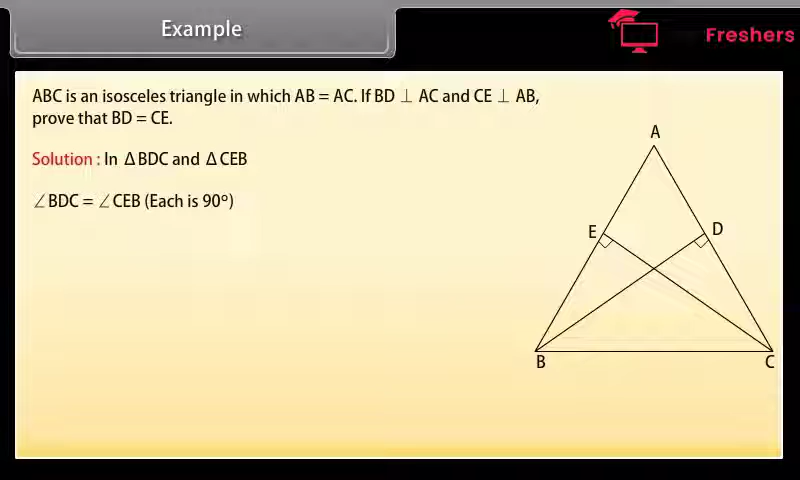 Example
Freshers
ABC is an isosceles triangle in which AB = AC. If BD ⊥ AC and CE ⊥ AB,
prove that BD = CE.
Solution : In ΔBDC and ΔCEB
∠BDC = ∠CEB (Each is 90º)
A
E
D
B
C